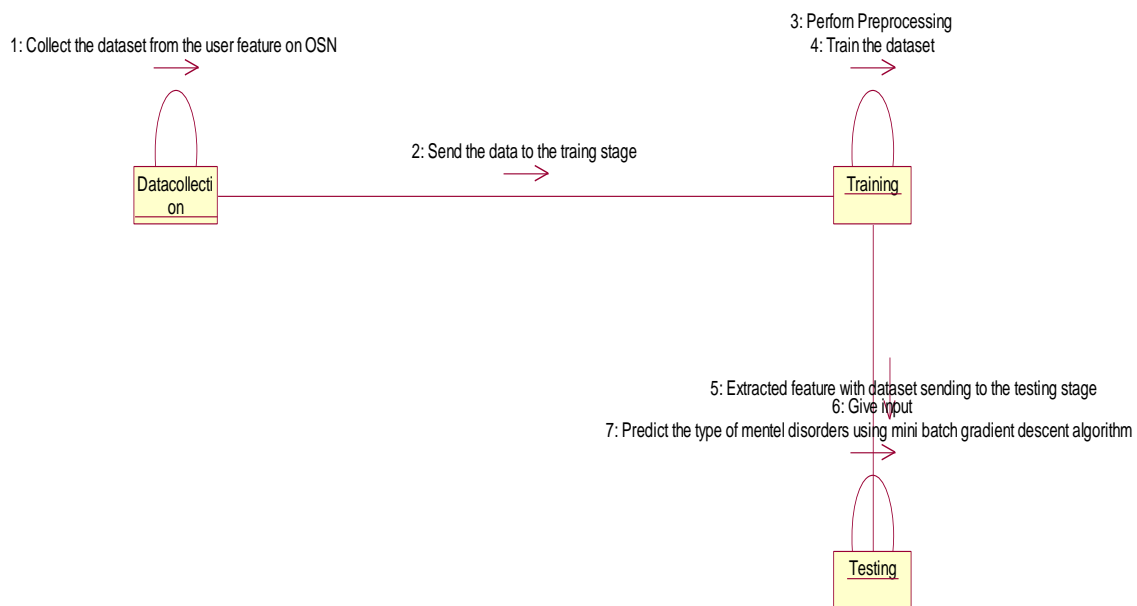 3: Perforn Preprocessing
1: Collect the dataset from the user feature on OSN
4: Train the dataset
2: Send the data to the traing stage
Datacollecti
on
Training
5: Extracted feature with dataset sending to the testing stage
6: Give input
7: Predict the type of mentel disorders using mini batch gradient descent algorithm
Testing